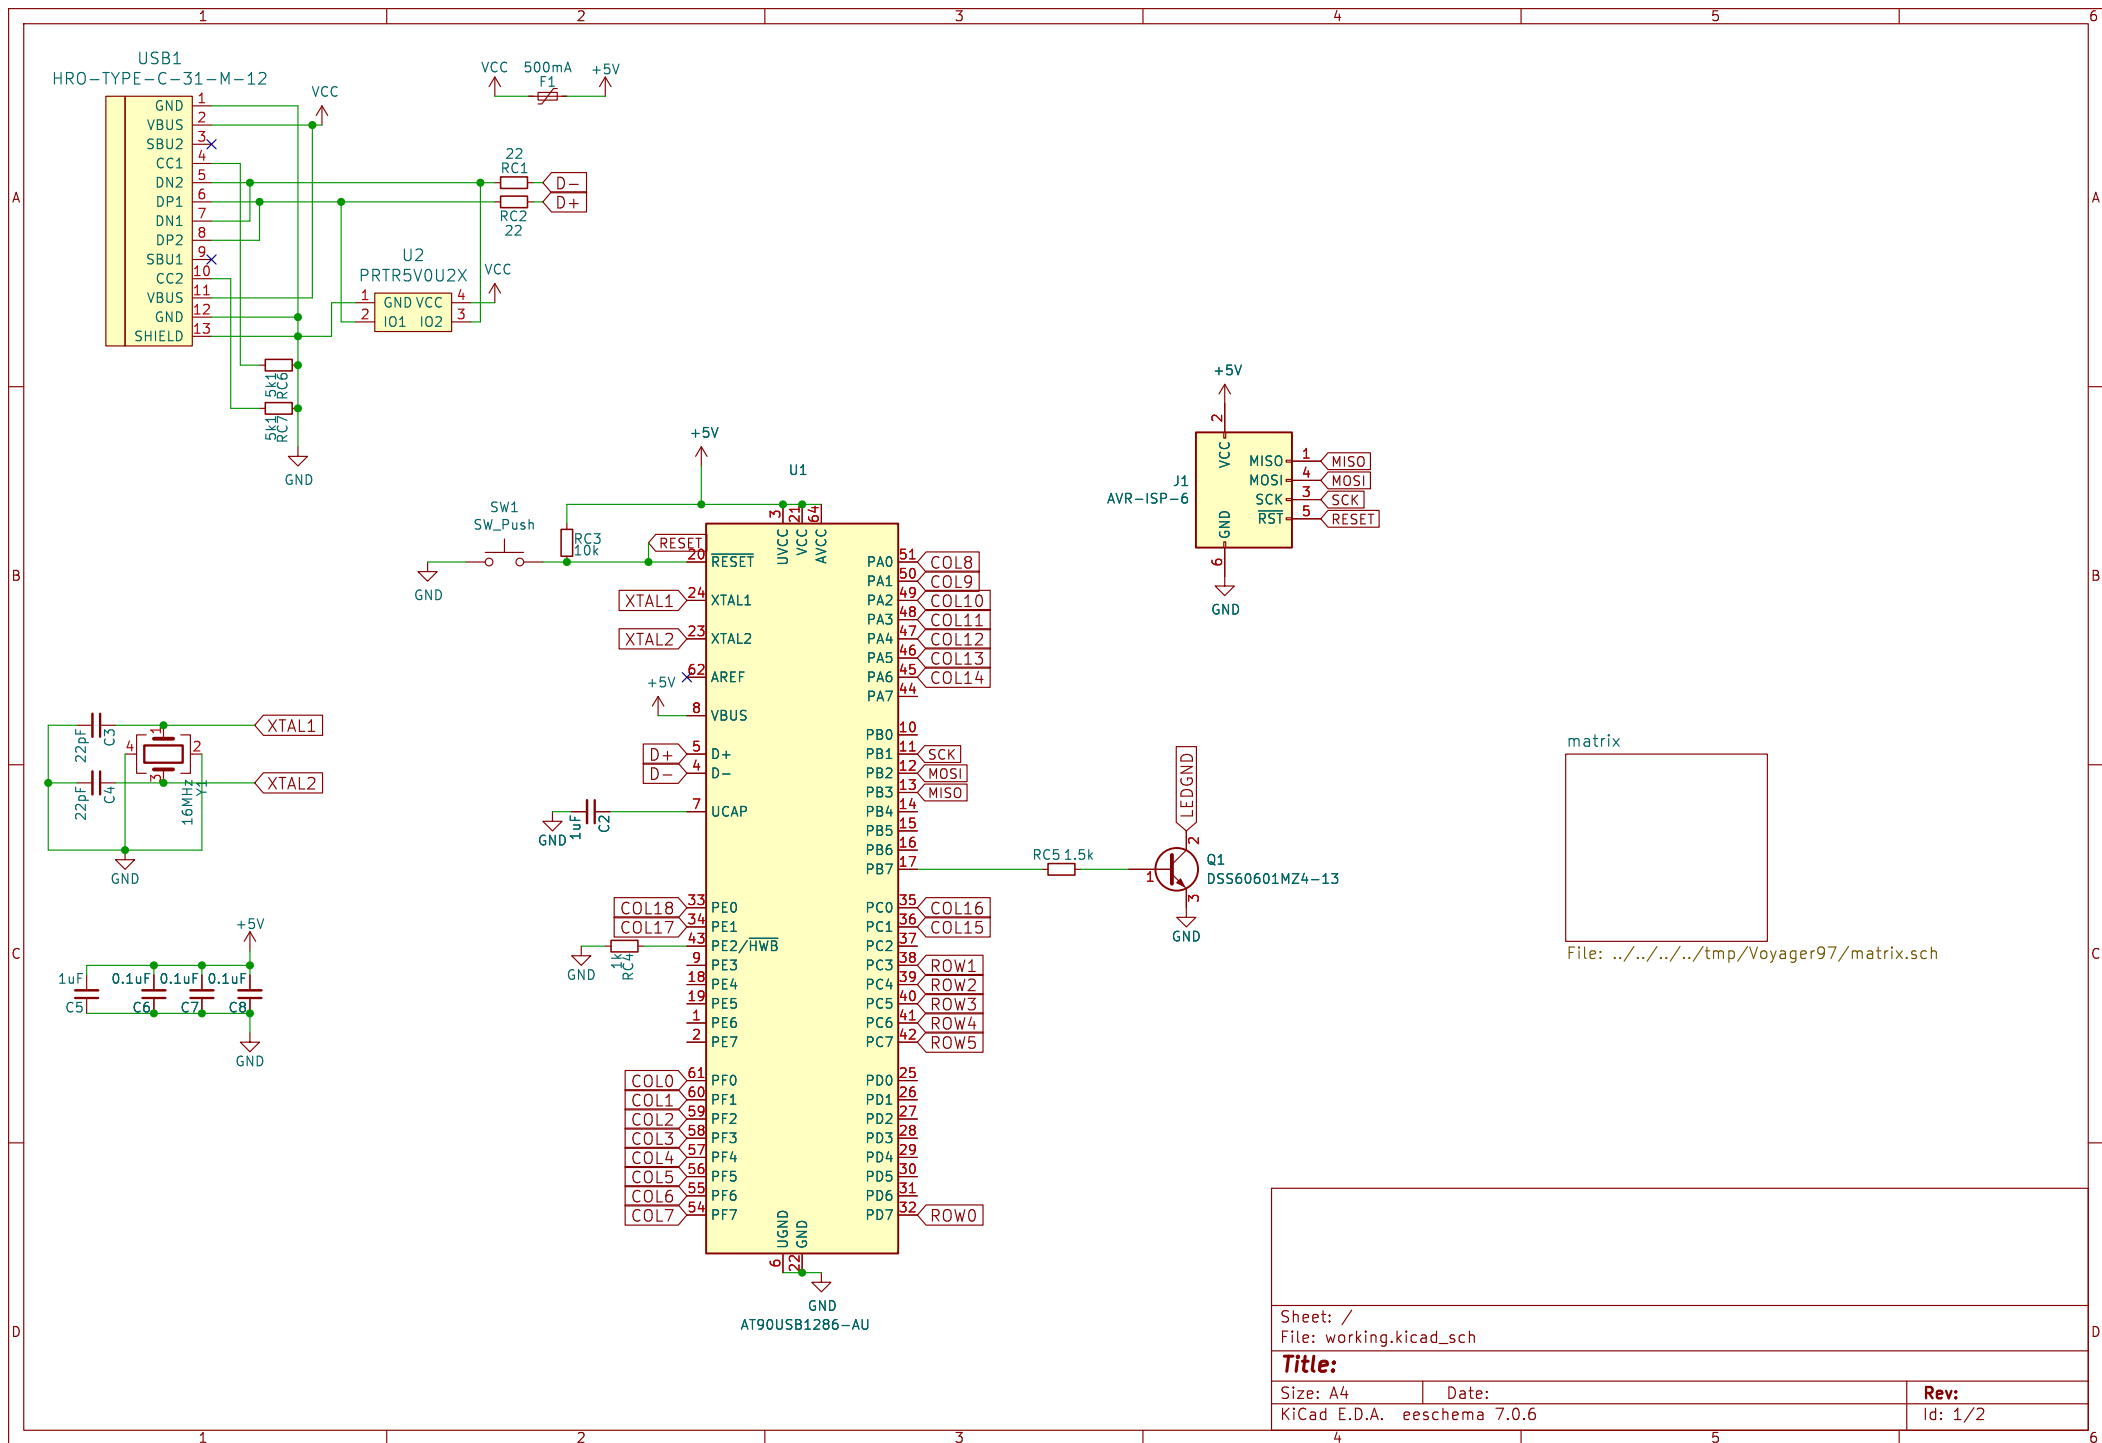 1 2 3 4 5 6
A
B
C
D
USB1
HRO-TYPE-C-31-M-12
GND 1
VBUS 2
SBU2 3
CC1 4
DN2 5
DP1 6
DN1 7
DP2 8
SBU1 9
CC2 10
VBUS 11
GND 12
SHIELD 13
VCC
5k1
RC6
5k1
RC7
GND
VCC
500mA
F1
+5V
22
RC1
D-
D+
RC2
22
U2
PRTR5V0U2X
VCC
1 GND VCC 4
2 IO1 IO2 3
+5V
U1
SW1
SW_Push
GND
RC3
10k
RESET
3 UVCC
21 VCC
64 AVCC
20 RESET
XTAL1 24 XTAL1
XTAL2 23 XTAL2
62 AREF
+5V
8 VBUS
D+ 5 D+
D- 4 D-
7 UCAP
GND
1uF
C2
COL18 33 PE0
COL17 34 PE1
43 PE2/HWB
GND
1k
RC4
9 PE3
18 PE4
19 PE5
1 PE6
2 PE7
COL0 61 PF0
COL1 60 PF1
COL2 59 PF2
COL3 58 PF3
COL4 57 PF4
COL5 56 PF5
COL6 55 PF6
COL7 54 PF7
PA0 51 COL8
PA1 50 COL9
PA2 49 COL10
PA3 48 COL11
PA4 47 COL12
PA5 46 COL13
PA6 45 COL14
PA7 44
PB0 10
PB1 11 SCK
PB2 12 MOSI
PB3 13 MISO
PB4 14
PB5 15
PB6 16
PB7 17
PC0 35 COL16
PC1 36 COL15
PC2 37
PC3 38 ROW1
PC4 39 ROW2
PC5 40 ROW3
PC6 41 ROW4
PC7 42 ROW5
PD0 25
PD1 26
PD2 27
PD3 28
PD4 29
PD5 30
PD6 31
PD7 32 ROW0
6 UGND
22 GND
GND
AT90USB1286-AU
22pF
C3
XTAL1
1
4 2
3
22pF
C4
16MHz
Y1
XTAL2
GND
+5V
1uF 0.1uF 0.1uF 0.1uF
C5 C6 C7 C8
GND
+5V
2
VCC
J1
AVR-ISP-6
MISO 1 MISO
MOSI 4 MOSI
SCK 3 SCK
RST 5 RESET
GND
6
GND
LEDGND
RC5 1.5k
1
2
3
Q1
DSS60601MZ4-13
GND
matrix
File: ../../../../tmp/Voyager97/matrix.sch
Sheet: /
File: working.kicad_sch
Title:
Size: A4 Date: Rev:
KiCad E.D.A. eeschema 7.0.6 Id: 1/2
A
B
C
D
1 2 3 4 5 6